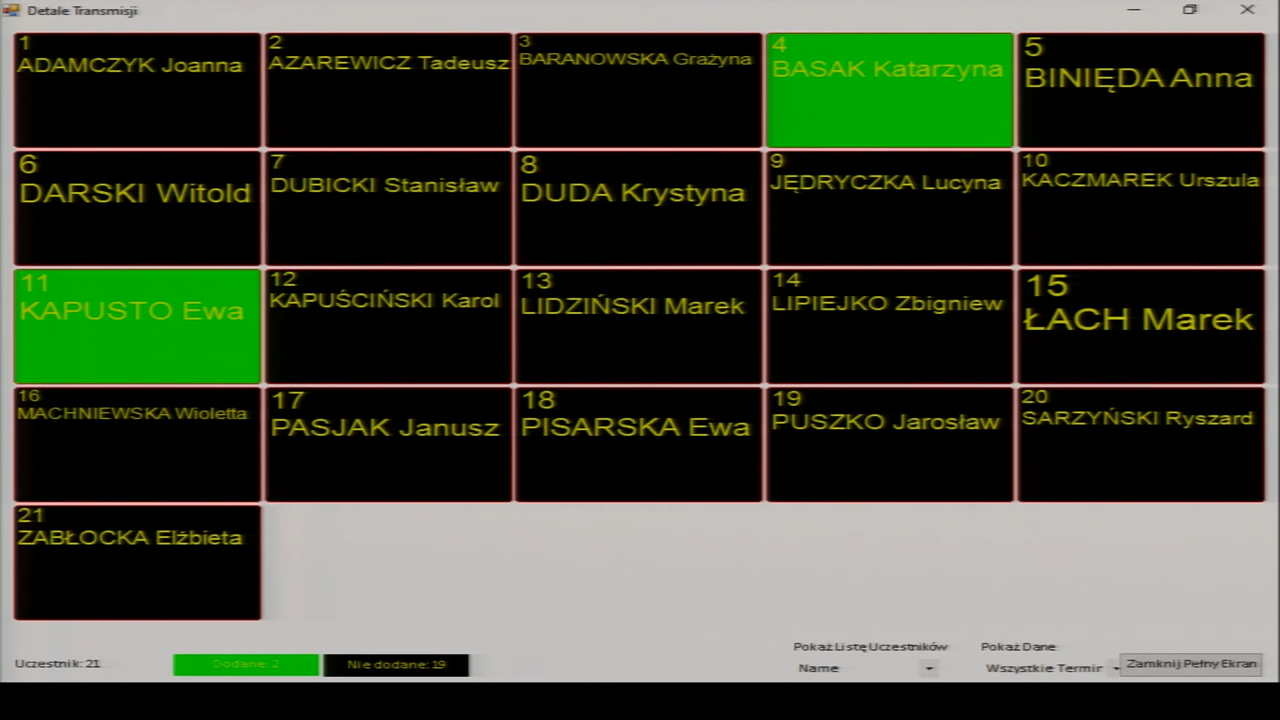 Detale Transmisji
1
ADAMCZYK Joanna
2
AZAREWICZ Tadeusz
3
BARANOWSKA Grażyna
4
BASAK Katarzyna
5
BINIĘDA Anna
6
DARSKI Witold
7
DUBICKI Stanisław
8
DUDA Krystyna
9
JĘDRYCZKA Lucyna
10
KACZMAREK Urszula
11
KAPUSTO Ewa
12
KAPUŚCIŃSKI Karol
13
LIDZIŃSKI Marek
14
LIPIEJKO Zbigniew
15
ŁACH Marek
16
MACHNIEWSKA Wioletta
17
PASJAK Janusz
18
PISARSKA Ewa
19
PUSZKO Jarosław
20
SARZYŃSKI Ryszard
21
ZABŁOCKA Elżbieta
Pokaż Listę Uczestników
Pokaż Dane
Uczestnik: 21
Dodane: 2
Nie dodane: 19
Name
Wszystkie Termir
Zamknij Pełny Ekran